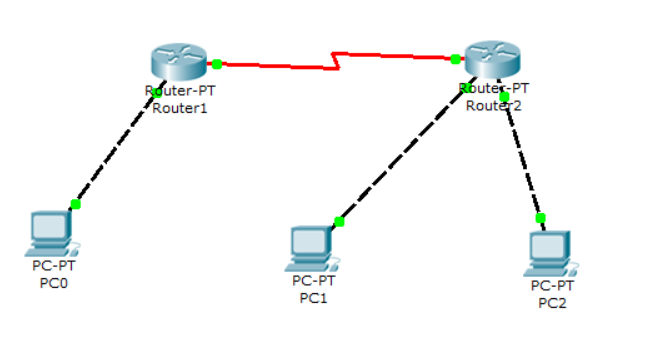 Router-PT
Router1
Router-PT
Router2
PC-PT
PC0
PC-PT
PC1
PC-PT
PC2